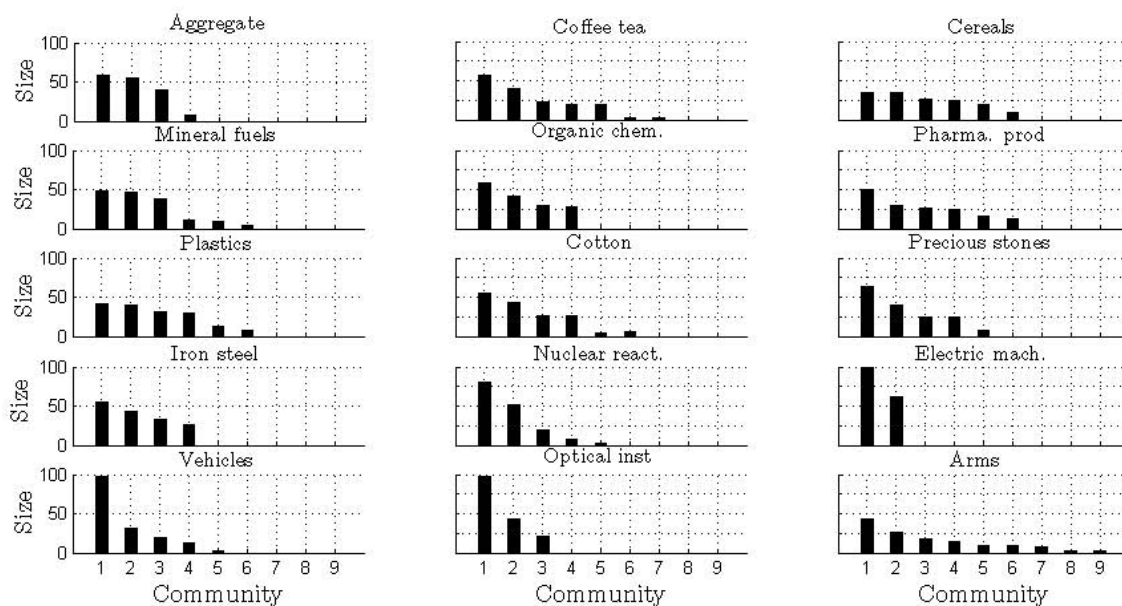 Aggregate
Coffee tea
Cereals
100
50
0
Size
Mineral fuels
Organic chem.
Pharma. prod
100
50
0
Size
Plastics
Cotton
Precious stones
100
50
0
Size
Iron steel
Nuclear react.
Electric mach.
100
50
0
Size
Vehicles
Optical inst
Arms
100
50
0
Size
1 2 3 4 5 6 7 8 9
1 2 3 4 5 6 7 8 9
1 2 3 4 5 6 7 8 9
Community
Community
Community